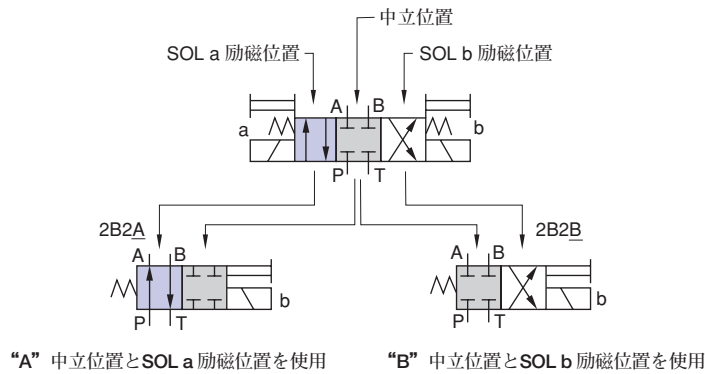 中立位置
SOL a 励磁位置
SOL b 励磁位置
A B
a
b
P T
2B2A
2B2B
A B
A B
b
b
P T
P T
“A” 中立位置とSOL a 励磁位置を使用
“B” 中立位置とSOL b 励磁位置を使用